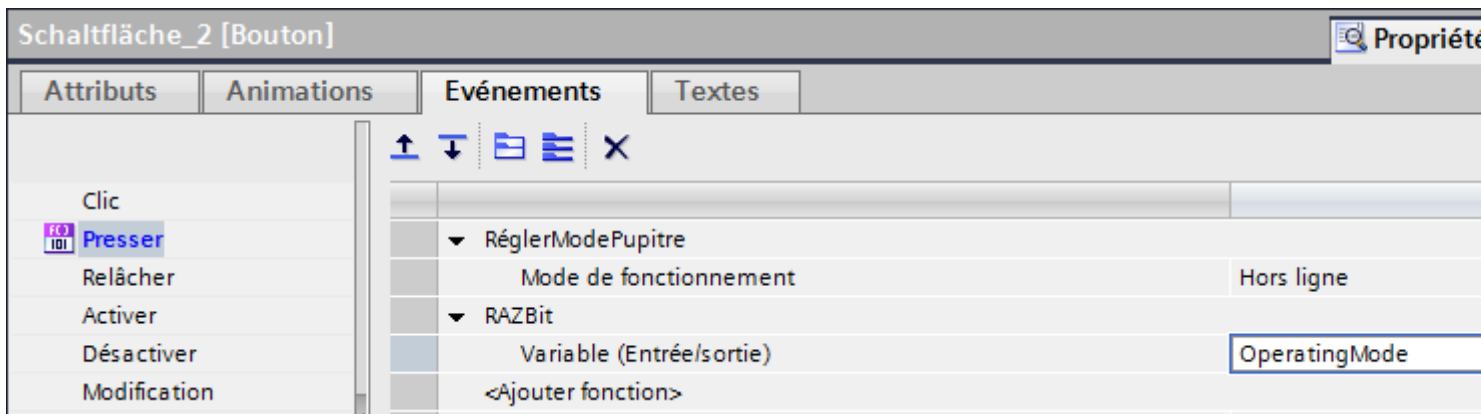 Schaltfläche_2 [Bouton]
Propriété
Attributs Animations Evénements Textes
Clic
Presser
RéglerModePupitre
Relâcher
Mode de fonctionnement Hors ligne
Activer
RAZBit
Désactiver
Variable (Entrée/sortie) OperatingMode
Modification
<Ajouter fonction>